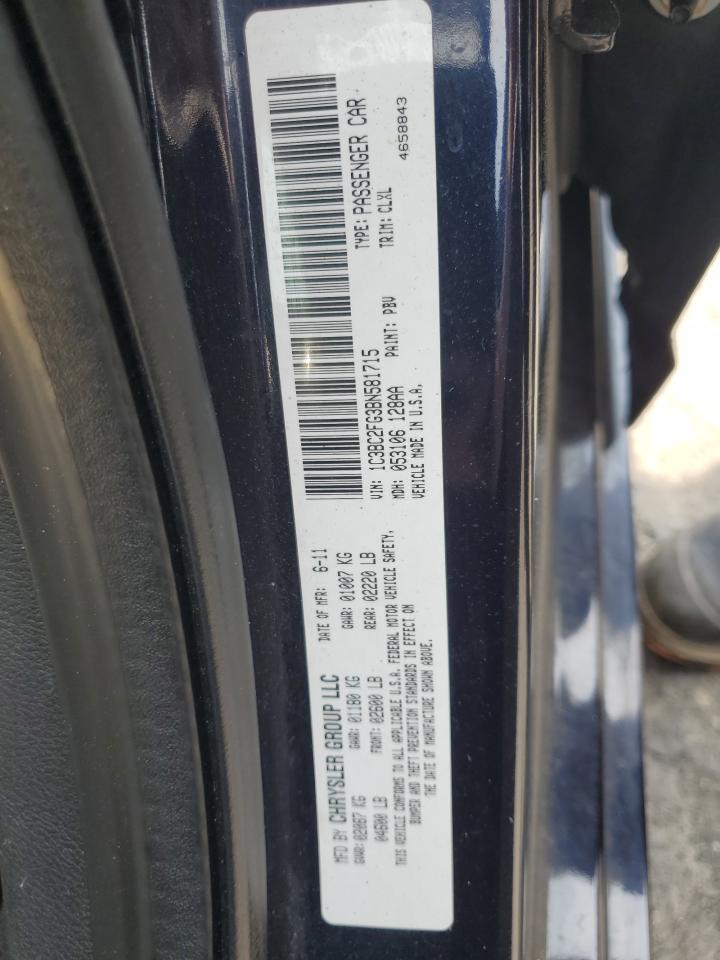 MFD BY CHRYSLER GROUP LLC
DATE OF MFR: 6-11
GVWR: 02067 KG
GAWR: 01180 KG
GAWR: 01007 KG
04600 LB
FRONT: 02600 LB
REAR: 02220 LB
THIS VEHICLE CONFORMS TO ALL APPLICABLE U.S.A. FEDERAL MOTOR VEHICLE SAFETY,
BUMPER AND THEFT PREVENTION STANDARDS IN EFFECT ON
THE DATE OF MANUFACTURE SHOWN ABOVE.
VIN: 1C3BC2FG3BN581715
TYPE: PASSENGER CAR
MDH: 053106 128AA
PAINT: PBV
TRIM: CLXL
VEHICLE MADE IN U.S.A.
4658843